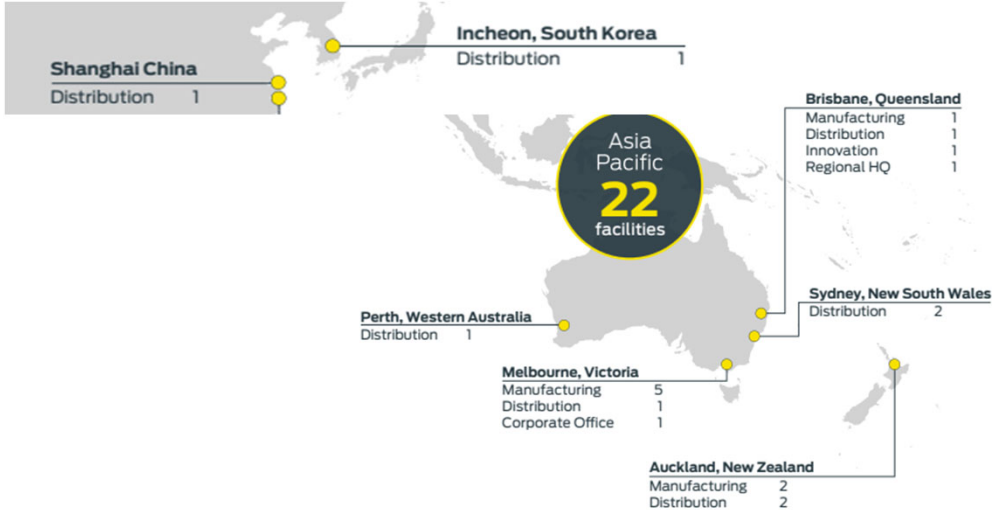 Incheon, South Korea
Distribution 1
Shanghai China
Distribution 1
Brisbane, Queensland
Manufacturing 1
Distribution 1
Innovation 1
Regional HQ 1
Asia
Pacific
22
facilities
Sydney, New South Wales
Distribution 2
Perth, Western Australia
Distribution 1
Melbourne, Victoria
Manufacturing 5
Distribution 1
Corporate Office 1
Auckland, New Zealand
Manufacturing 2
Distribution 2